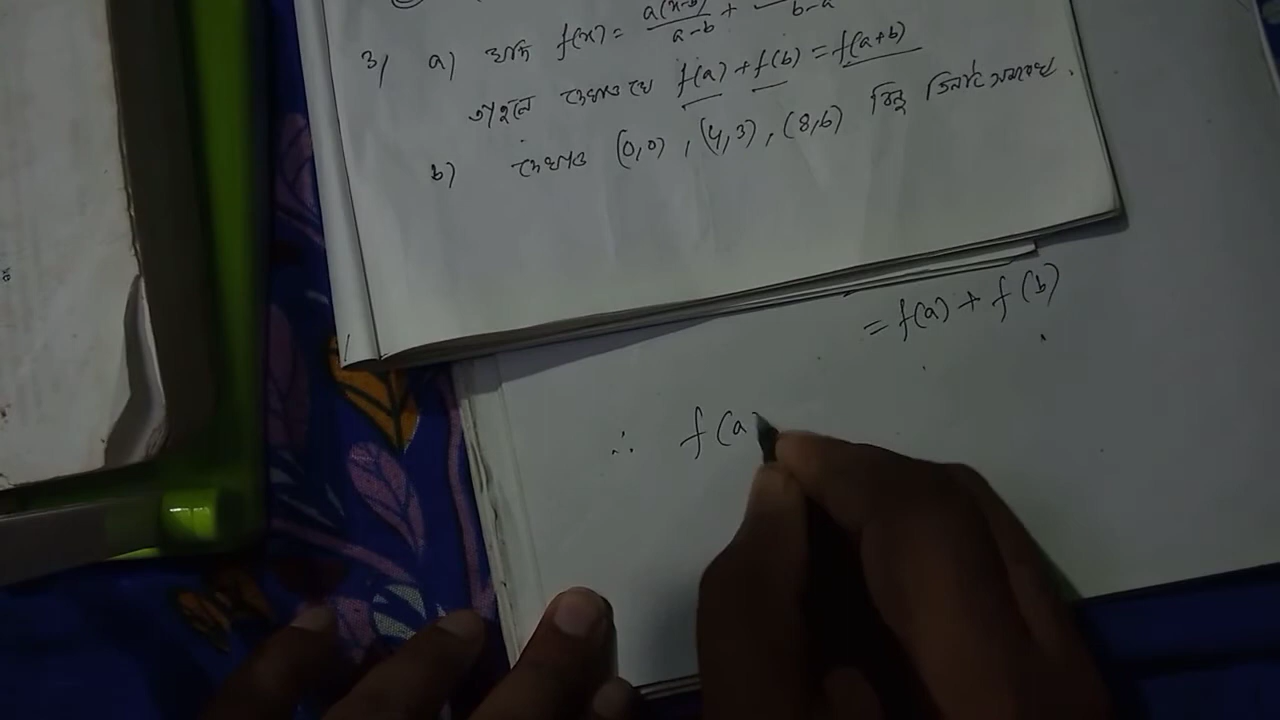 3) a) যদি f(x) = a(x-b)/a-b + /b-a
তাহলে দেখাও যে f(a) + f(b) = f(a+b)
b) দেখাও (0,0), (4,3), (8,6) বিন্দু তিনটি সমরেখ.
= f(a) + f(b)
∴ f(a